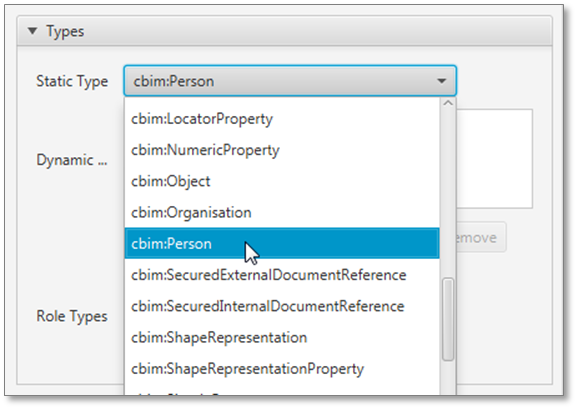 Types
Static Type
cbim:Person
cbim:LocatorProperty
cbim:NumericProperty
Dynamic ...
cbim:Object
cbim:Organisation
cbim:Person
emove
cbim:SecuredExternalDocumentReference
cbim:SecuredInternalDocumentReference
Role Types
cbim:ShapeRepresentation
cbim:ShapeRepresentationProperty